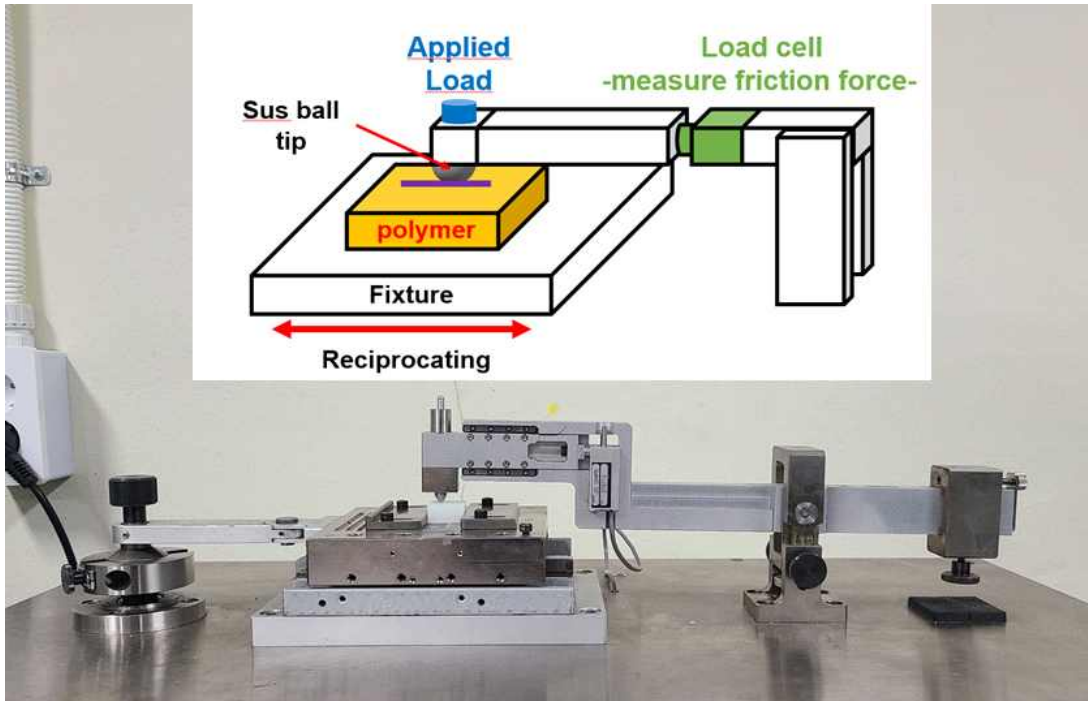 Applied
Load
Load cell
-measure friction force-
Sus ball
tip
polymer
Fixture
Reciprocating